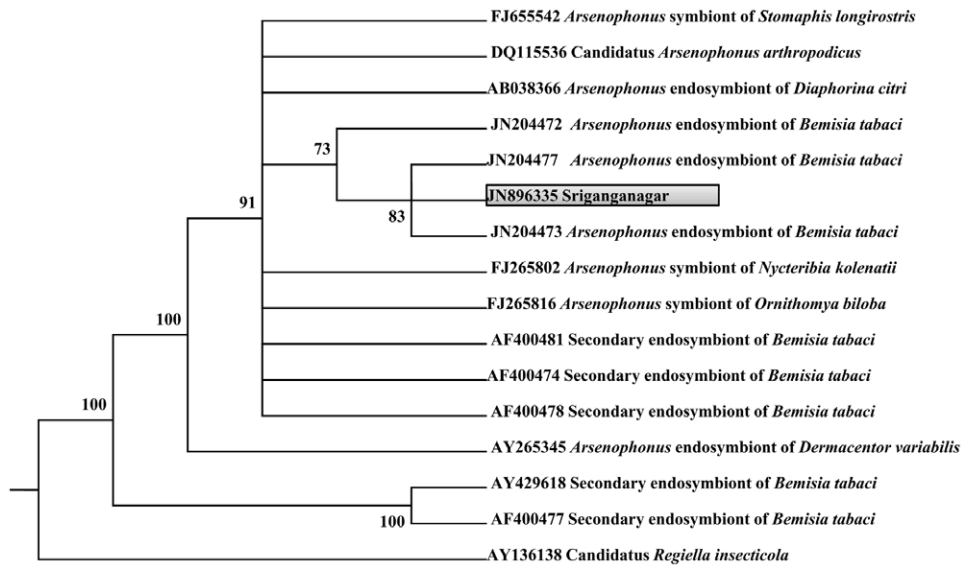 FJ655542 Arsenophonus symbiont of Stomaphis longirostris
DQ115536 Candidatus Arsenophonus arthropodicus
AB038366 Arsenophonus endosymbiont of Diaphorina citri
JN204472 Arsenophonus endosymbiont of Bemisia tabaci
73
JN204477 Arsenophonus endosymbiont of Bemisia tabaci
JN896335 Sriganganagar
91
83
JN204473 Arsenophonus endosymbiont of Bemisia tabaci
FJ265802 Arsenophonus symbiont of Nycteribia kolenatii
FJ265816 Arsenophonus symbiont of Ornithomya biloba
100
AF400481 Secondary endosymbiont of Bemisia tabaci
AF400474 Secondary endosymbiont of Bemisia tabaci
100
AF400478 Secondary endosymbiont of Bemisia tabaci
AY265345 Arsenophonus endosymbiont of Dermacentor variabilis
AY429618 Secondary endosymbiont of Bemisia tabaci
100
AF400477 Secondary endosymbiont of Bemisia tabaci
AY136138 Candidatus Regiella insecticola